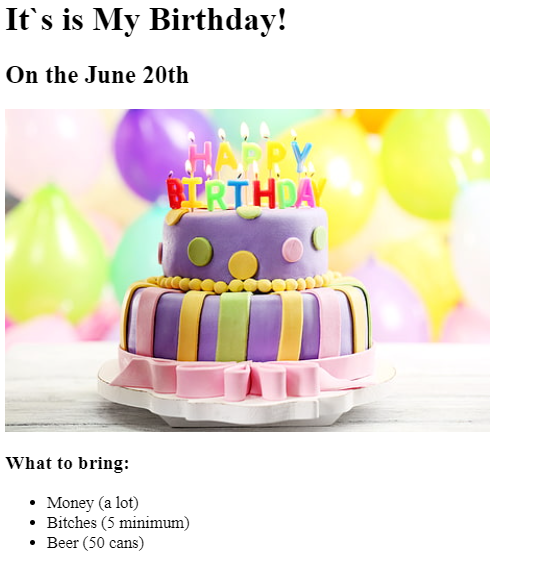 It`s is My Birthday!
On the June 20th
HAPPY
BIRTHDAY
What to bring:
Money (a lot)
Bitches (5 minimum)
Beer (50 cans)